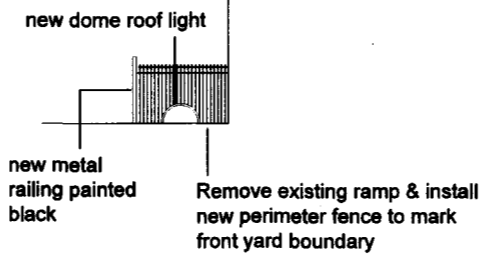 new dome roof light
new metal
railing painted
black
Remove existing ramp & install
new perimeter fence to mark
front yard boundary